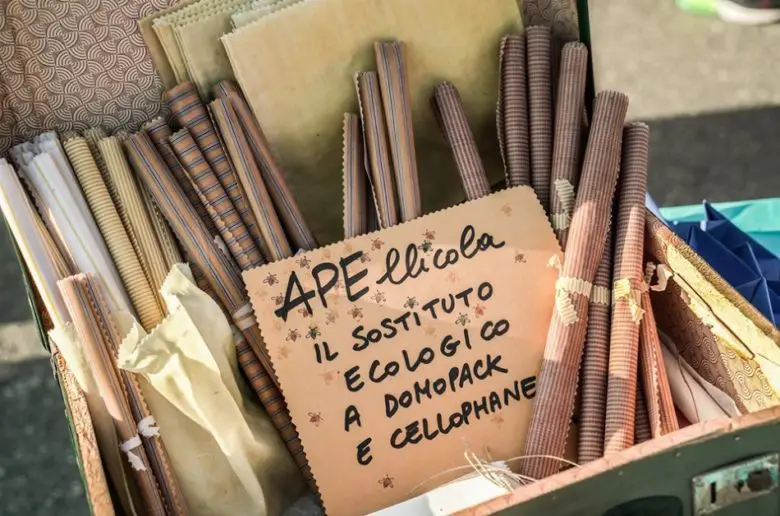 APEllicola
IL SOSTITUTO
ECOLOGICO
A DOMOPACK
E CELLOPHANE